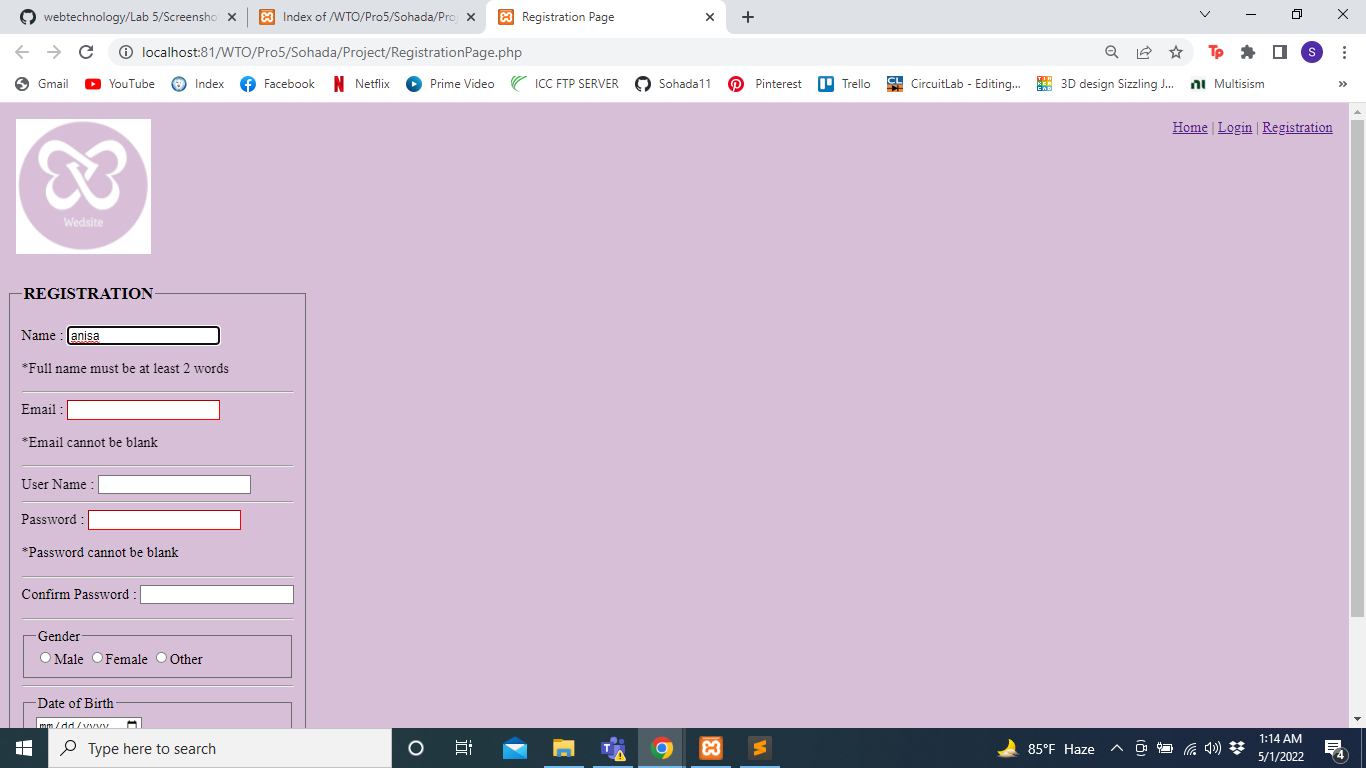 webtechnology/Lab 5/Screensho
Index of /WTO/Pro5/Sohada/Pro
Registration Page
localhost:81/WTO/Pro5/Sohada/Project/RegistrationPage.php
S
Gmail
YouTube
Index
Facebook
Netflix
Prime Video
ICC FTP SERVER
Sohada11
Pinterest
Trello
CircuitLab - Editing...
3D design Sizzling J...
Multisism
»
Home | Login | Registration
Wedsite
REGISTRATION
Name : anisa
*Full name must be at least 2 words
Email :
*Email cannot be blank
User Name :
Password :
*Password cannot be blank
Confirm Password :
Gender
Male Female Other
Date of Birth
mm/dd/yyyy
Type here to search
85°F Haze
1:14 AM
5/1/2022
4